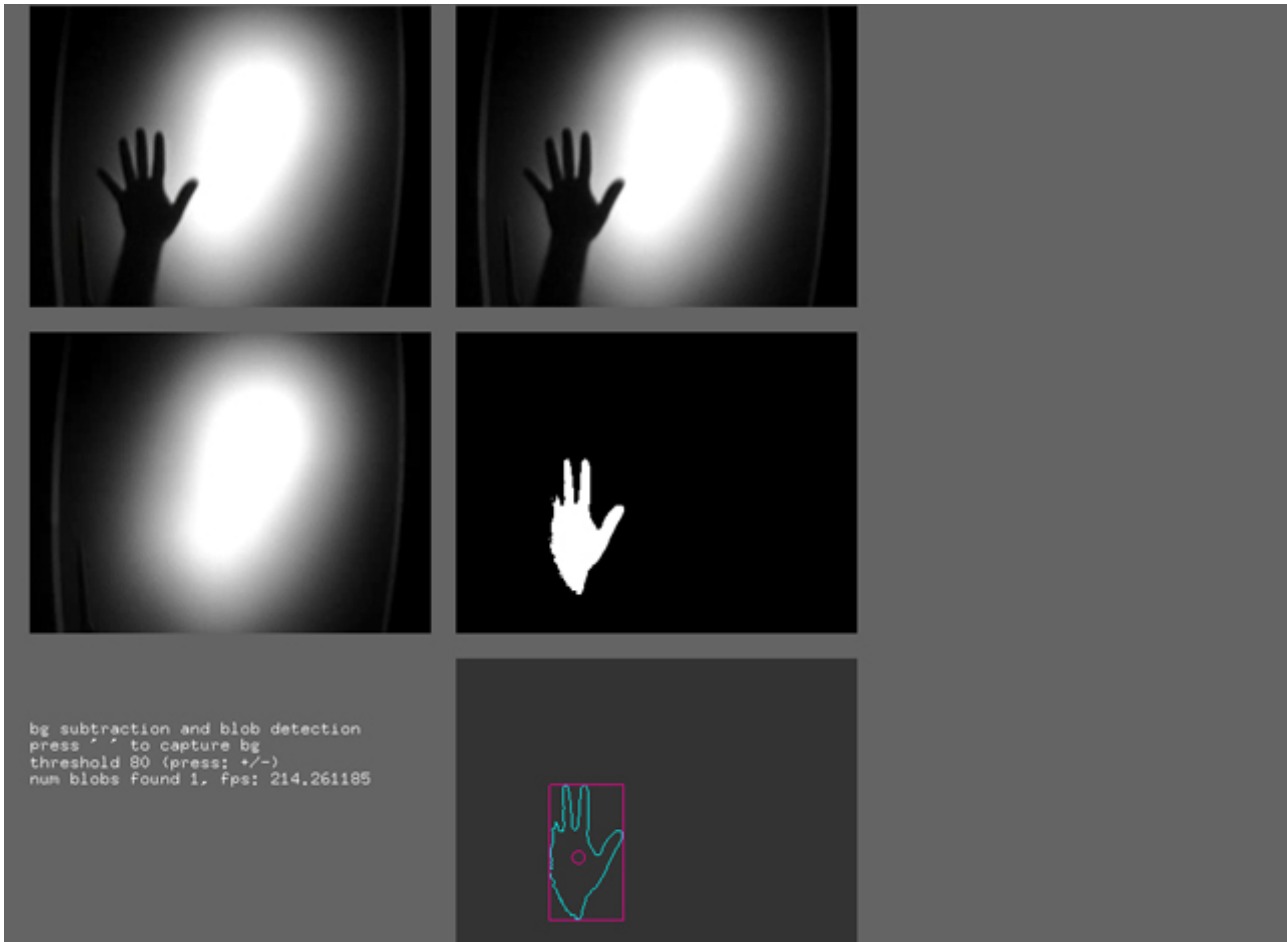 bg subtraction and blob detection
press ' ' to capture bg
threshold 80 (press: +/-)
num blobs found 1, fps: 214.261185